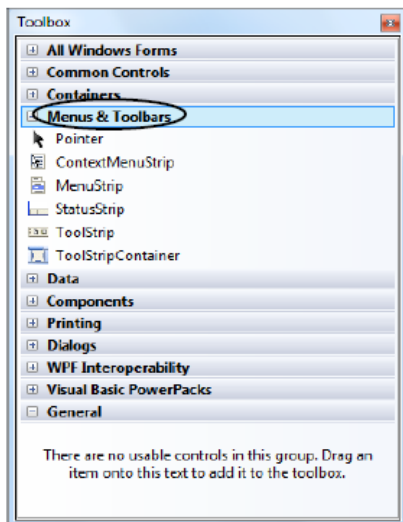 Toolbox
All Windows Forms
Common Controls
Containers
Menus & Toolbars
Pointer
ContextMenuStrip
MenuStrip
StatusStrip
ToolStrip
ToolStripContainer
Data
Components
Printing
Dialogs
WPF Interoperability
Visual Basic PowerPacks
General
There are no usable controls in this group. Drag an
item onto this text to add it to the toolbox.